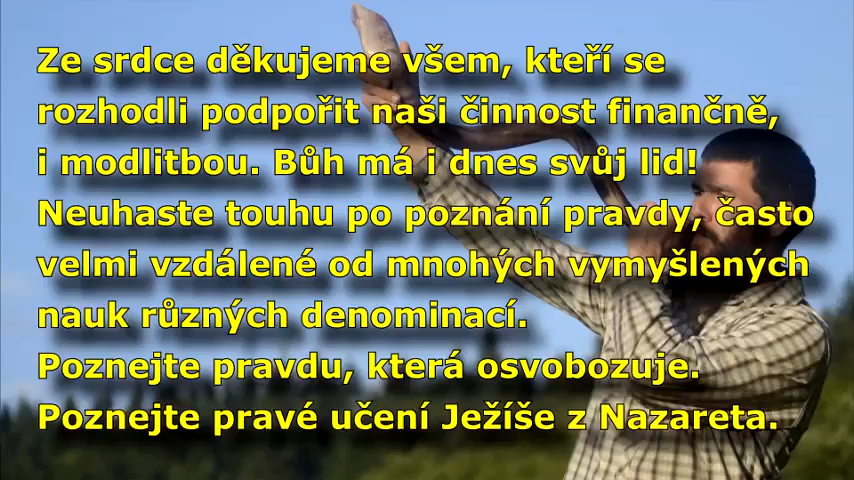 Ze srdce děkujeme všem, kteří se
rozhodli podpořit naši činnost finančně,
i modlitbou. Bůh má i dnes svůj lid!
Neuhaste touhu po poznání pravdy, často
velmi vzdálené od mnohých vymyšlených
nauk různých denominací.
Poznejte pravdu, která osvobozuje.
Poznejte pravé učení Ježíše z Nazareta.